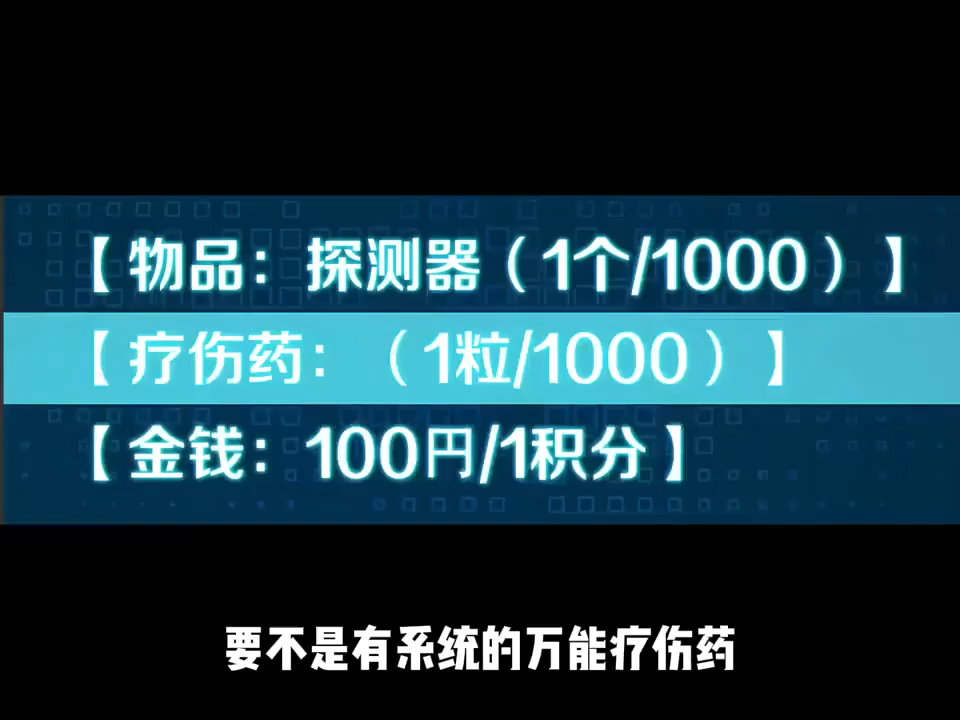 【物品：探测器（1个/1000）】
【疗伤药：（1粒/1000）】
【金钱：100円/1积分】
要不是有系统的万能疗伤药